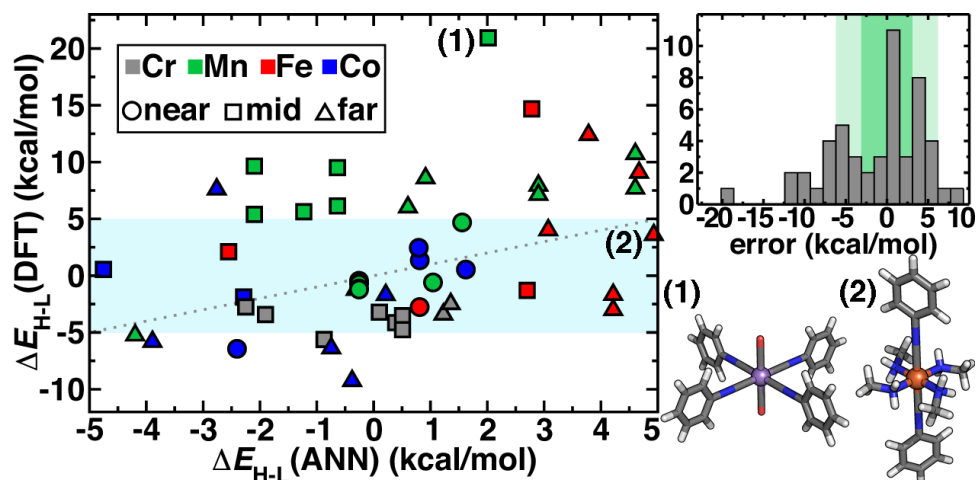 ΔE_H-L (DFT) (kcal/mol)
20
15
10
5
0
-5
-10
(1)
Cr Mn Fe Co
near mid far
(2)
-5 -4 -3 -2 -1 0 1 2 3 4 5
ΔE_H-L (ANN) (kcal/mol)
10
8
6
4
2
0
-20 -10 -5 0 5 10
error (kcal/mol)
(1)
(2)